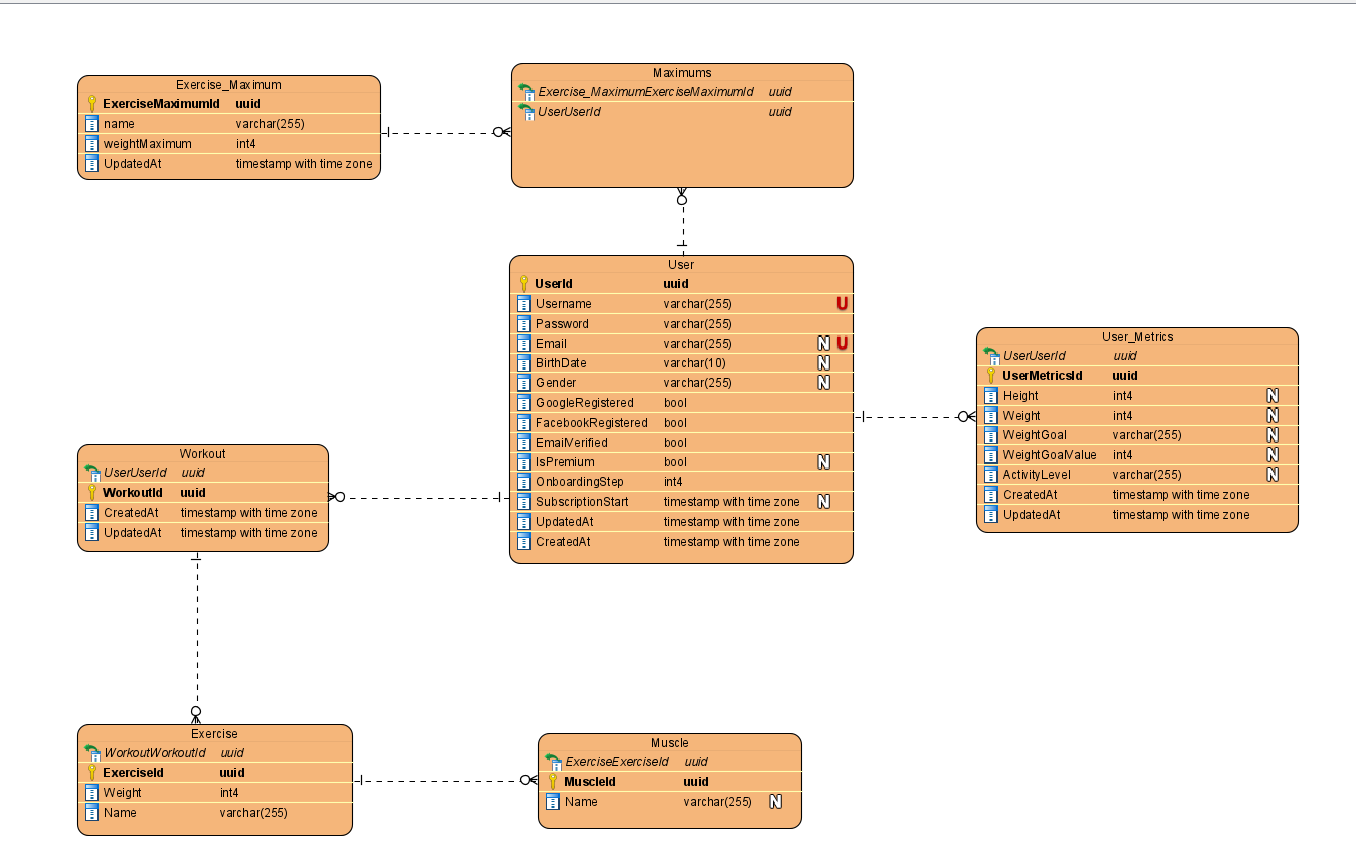 Exercise_Maximum
ExerciseMaximumId uuid
name varchar(255)
weightMaximum int4
UpdatedAt timestamp with time zone
Maximums
Exercise_MaximumExerciseMaximumId uuid
UserUserId uuid
User
UserId uuid
Username varchar(255) U
Password varchar(255)
Email varchar(255) N U
BirthDate varchar(10) N
Gender varchar(255) N
GoogleRegistered bool
FacebookRegistered bool
EmailVerified bool
IsPremium bool N
OnboardingStep int4
SubscriptionStart timestamp with time zone N
UpdatedAt timestamp with time zone
CreatedAt timestamp with time zone
User_Metrics
UserUserId uuid
UserMetricsId uuid
Height int4 N
Weight int4 N
WeightGoal varchar(255) N
WeightGoalValue int4 N
ActivityLevel varchar(255) N
CreatedAt timestamp with time zone
UpdatedAt timestamp with time zone
Workout
UserUserId uuid
WorkoutId uuid
CreatedAt timestamp with time zone
UpdatedAt timestamp with time zone
Exercise
WorkoutWorkoutId uuid
ExerciseId uuid
Weight int4
Name varchar(255)
Muscle
ExerciseExerciseId uuid
MuscleId uuid
Name varchar(255) N